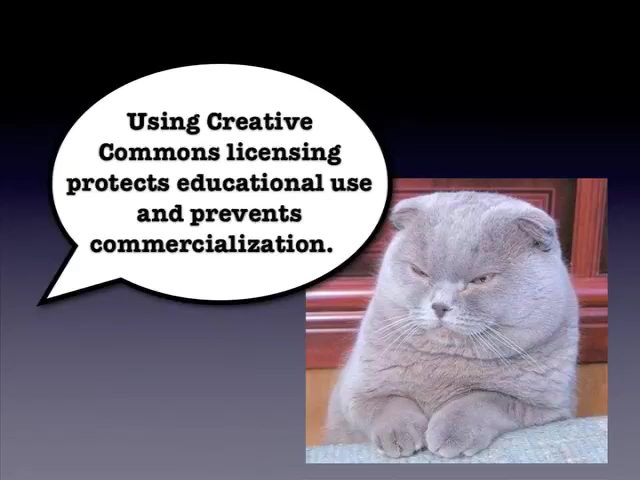 Using Creative
Commons licensing
protects educational use
and prevents
commercialization.